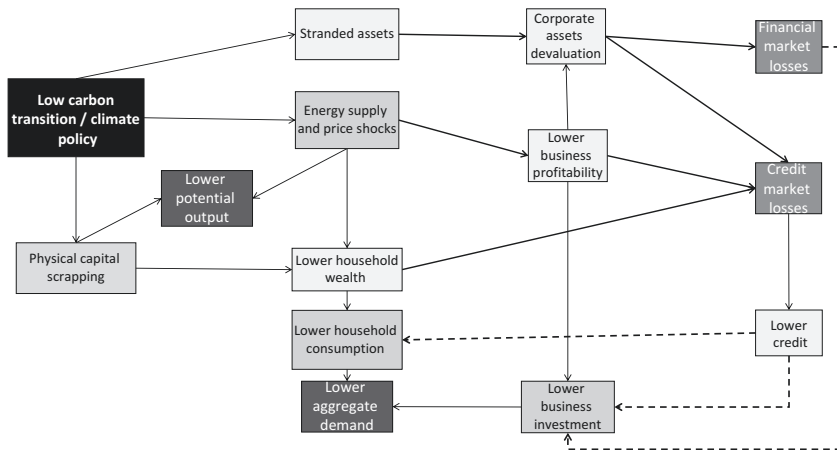 Stranded assets
Corporate
assets
devaluation
Financial
market
losses
Low carbon
transition / climate
policy
Energy supply
and price shocks
Lower
business
profitability
Lower
potential
output
Credit market
losses
Physical capital
scrapping
Lower household
wealth
Lower household
consumption
Lower
credit
Lower
aggregate
demand
Lower
business
investment